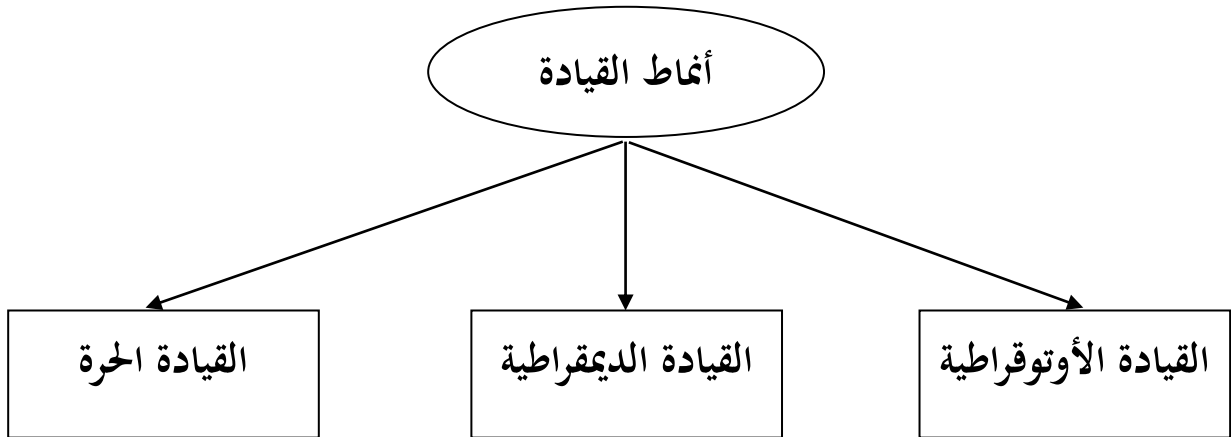 أنماط القيادة
القيادة الأوتوقراطية
القيادة الديمقراطية
القيادة الحرة